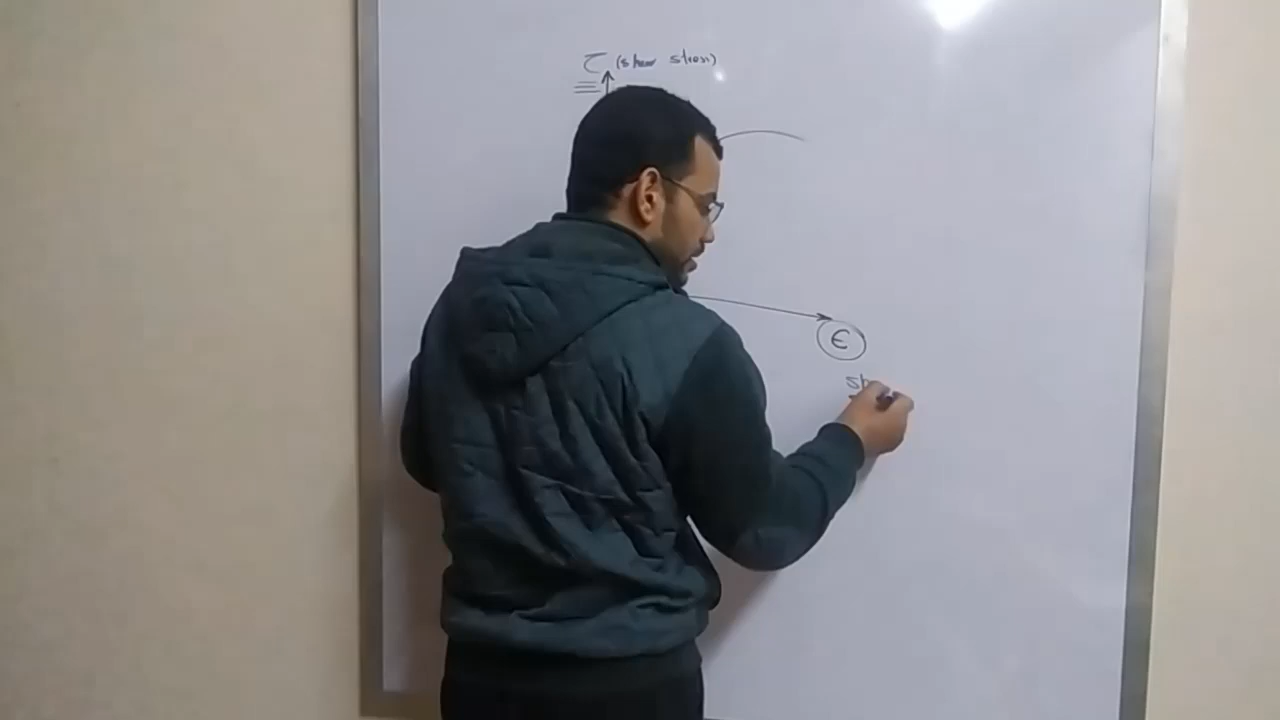 τ (shear stress)
ϵ
sh